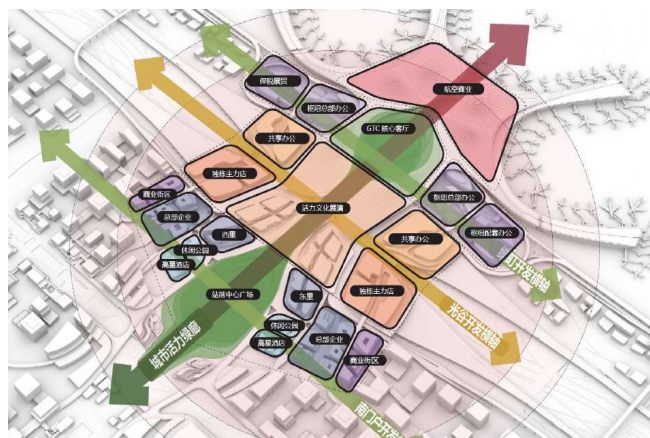 保税展贸
枢纽总部办公
航空商业
GTC 核心客厅
共享办公
独栋主力店
商业街区
总部企业
活力文化展演
枢纽总部办公
枢纽配套办公
西里
休闲公园
高星酒店
共享办公
独栋主力店
站前中心广场
东里
休闲公园
高星酒店
总部企业
商业街区
城市活力绿廊
光谷开发横轴
开发横轴
南门户开发